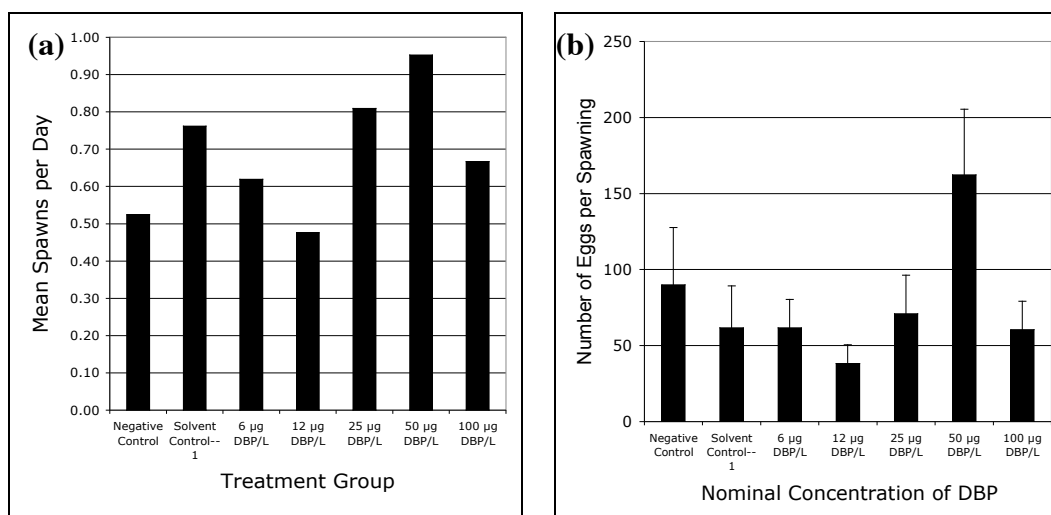 (a)
Mean Spawns per Day
1.00
0.90
0.80
0.70
0.60
0.50
0.40
0.30
0.20
0.10
0.00
Negative Control
Solvent Control--1
6 µg DBP/L
12 µg DBP/L
25 µg DBP/L
50 µg DBP/L
100 µg DBP/L
Treatment Group
(b)
Number of Eggs per Spawning
250
200
150
100
50
0
Negative Control
Solvent Control--1
6 µg DBP/L
12 µg DBP/L
25 µg DBP/L
50 µg DBP/L
100 µg DBP/L
Nominal Concentration of DBP